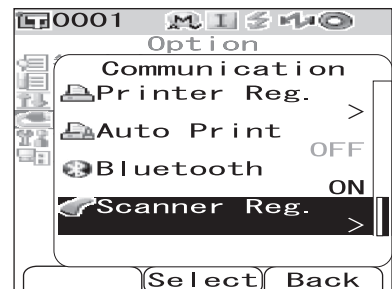 0001 M I
Option
Communication
Printer Reg.
>
Auto Print
OFF
Bluetooth
ON
Scanner Reg.
>
Select Back